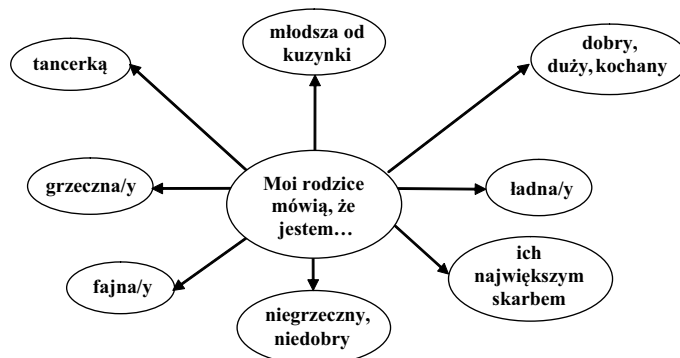 młodsza od
kuzynki
dobry,
duży, kochany
tancerką
grzeczna/y
Moi rodzice
mówią, że
jestem…
ładna/y
fajna/y
ich
największym
skarbem
niegrzeczny,
niedobry